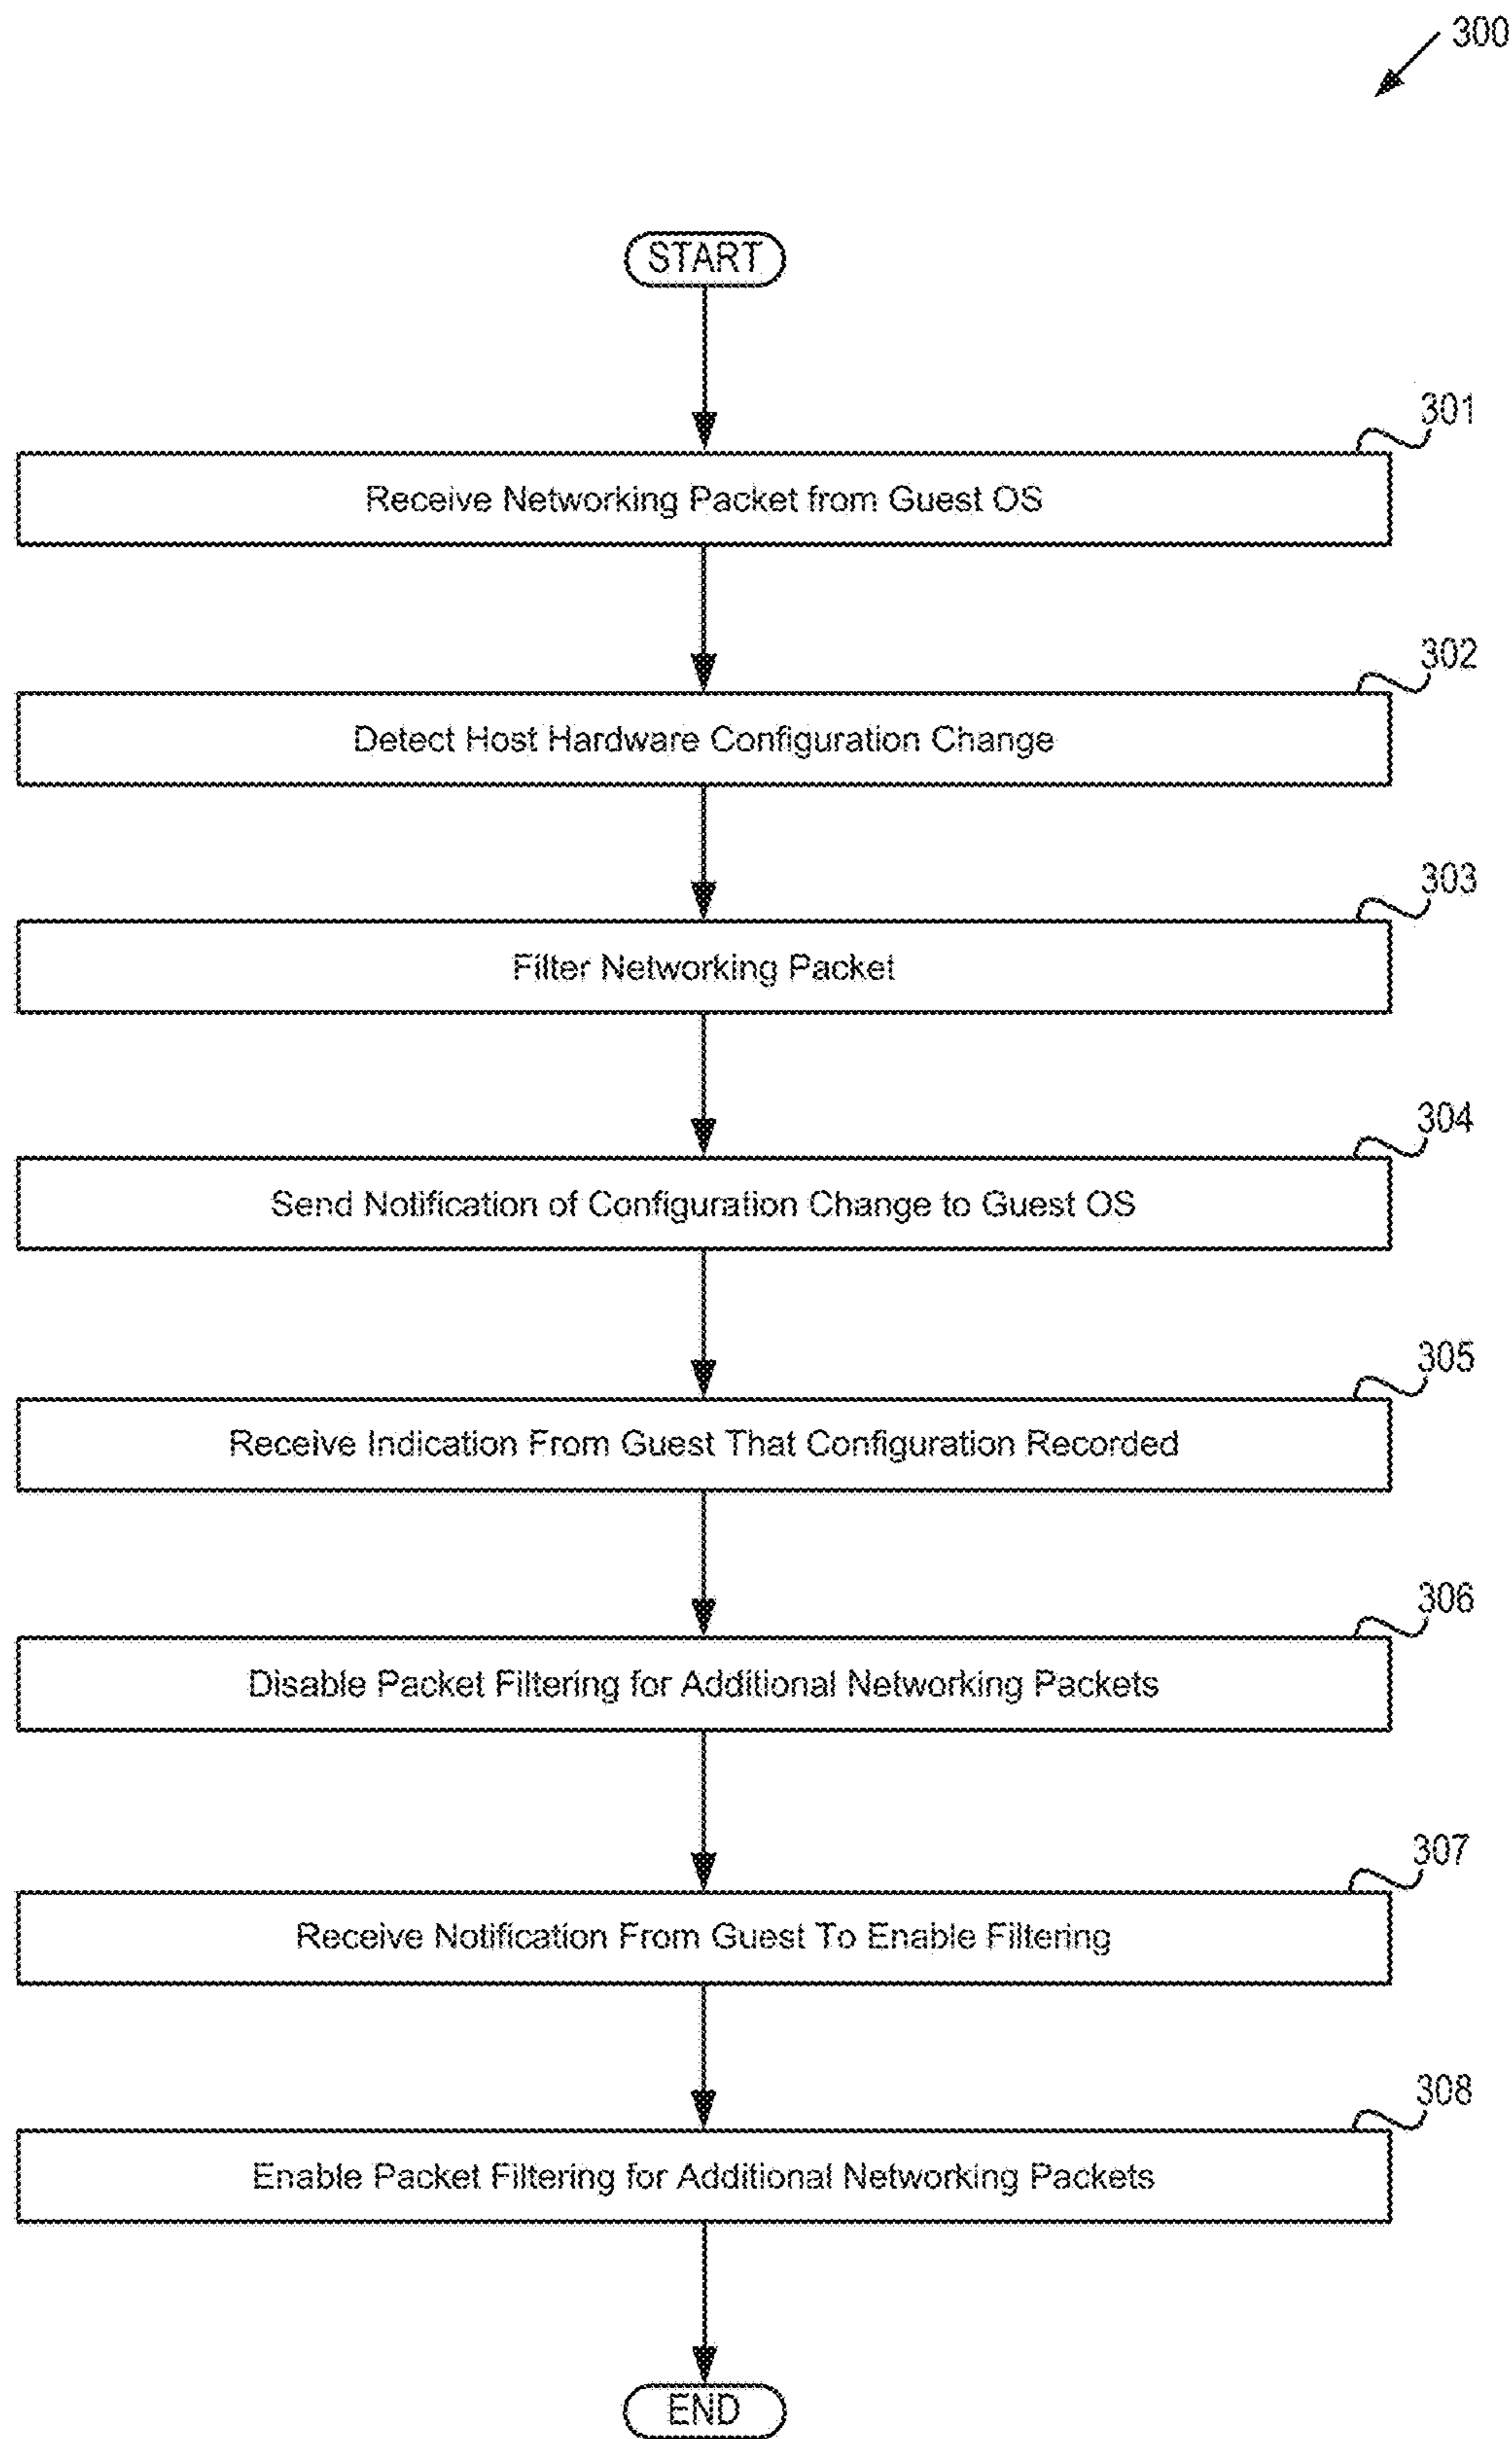 300
START
301
Receive Networking Packet from Guest OS
302
Detect Host Hardware Configuration Change
303
Filter Networking Packet
304
Send Notification of Configuration Change to Guest OS
305
Receive Indication From Guest That Configuration Recorded
306
Disable Packet Filtering for Additional Networking Packets
307
Receive Notification From Guest To Enable Filtering
308
Enable Packet Filtering for Additional Networking Packets
END